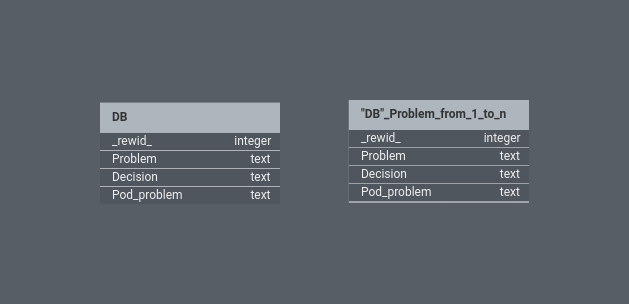 DB
_rewid_ integer
Problem text
Decision text
Pod_problem text
"DB"_Problem_from_1_to_n
_rewid_ integer
Problem text
Decision text
Pod_problem text